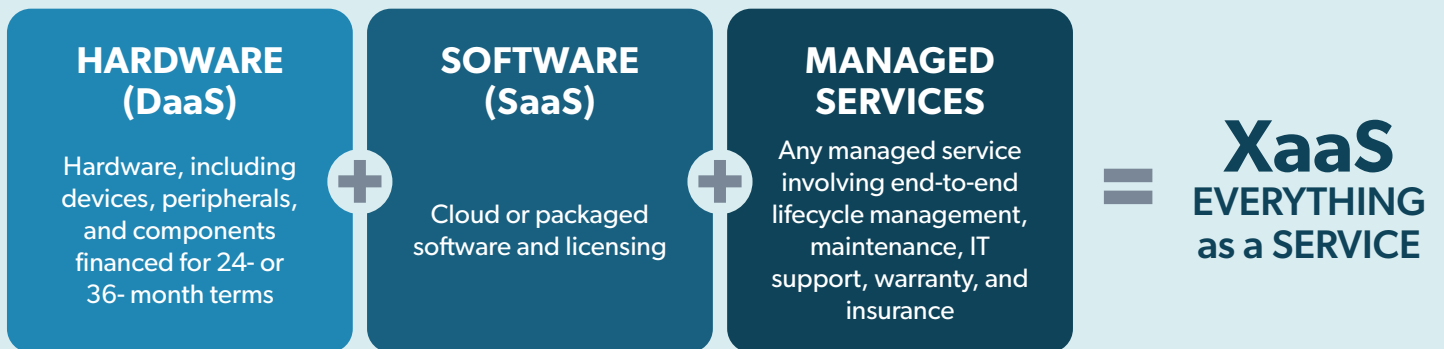 HARDWARE
(DaaS)
Hardware, including
devices, peripherals,
and components
financed for 24- or
36- month terms
+
SOFTWARE
(SaaS)
Cloud or packaged
software and licensing
+
MANAGED
SERVICES
Any managed service
involving end-to-end
lifecycle management,
maintenance, IT
support, warranty, and
insurance
=
XaaS
EVERYTHING
as a SERVICE